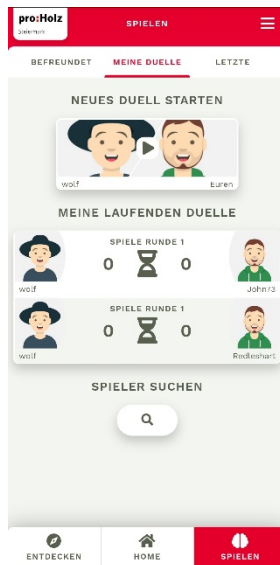 pro:Holz
Steiermark
SPIELEN
BEFREUNDET MEINE DUELLE LETZTE
NEUES DUELL STARTEN
wolf Euren
MEINE LAUFENDEN DUELLE
SPIELE RUNDE 1
0 0
wolf John73
SPIELE RUNDE 1
0 0
wolf Redleshart
SPIELER SUCHEN
ENTDECKEN HOME SPIELEN